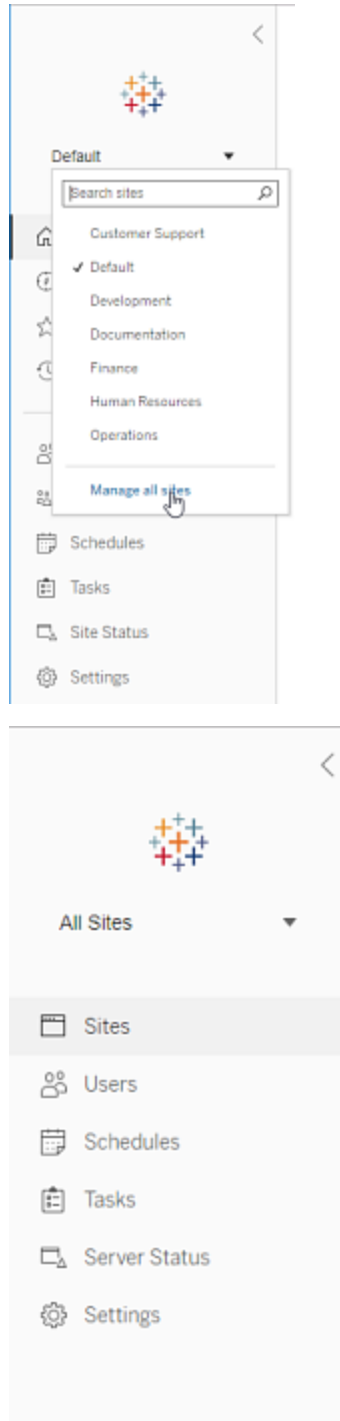 Default
Search sites
Customer Support
✓ Default
Development
Documentation
Finance
Human Resources
Operations
Manage all sites
Schedules
Tasks
Site Status
Settings
All Sites
Sites
Users
Schedules
Tasks
Server Status
Settings